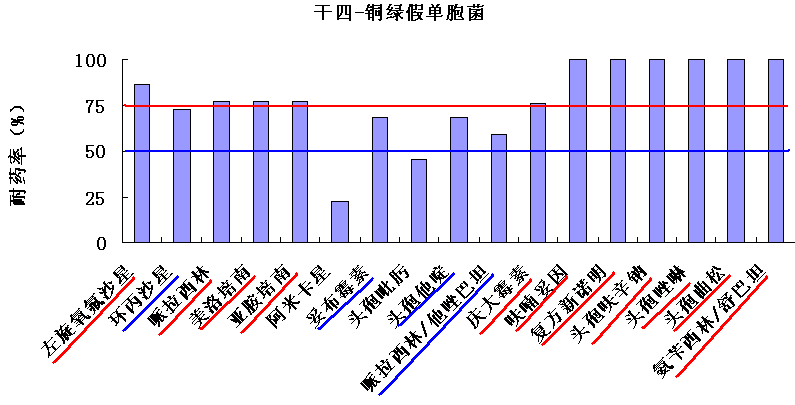 干四-铜绿假单胞菌
耐药率（%）
100
75
50
25
0
左旋氧氟沙星
环丙沙星
哌拉西林
美洛培南
亚胺培南
阿米卡星
妥布霉素
头孢吡肟
头孢他啶
哌拉西林/他唑巴坦
庆大霉素
呋喃妥因
复方新诺明
头孢呋辛钠
头孢唑啉
头孢曲松
氨苄西林/舒巴坦